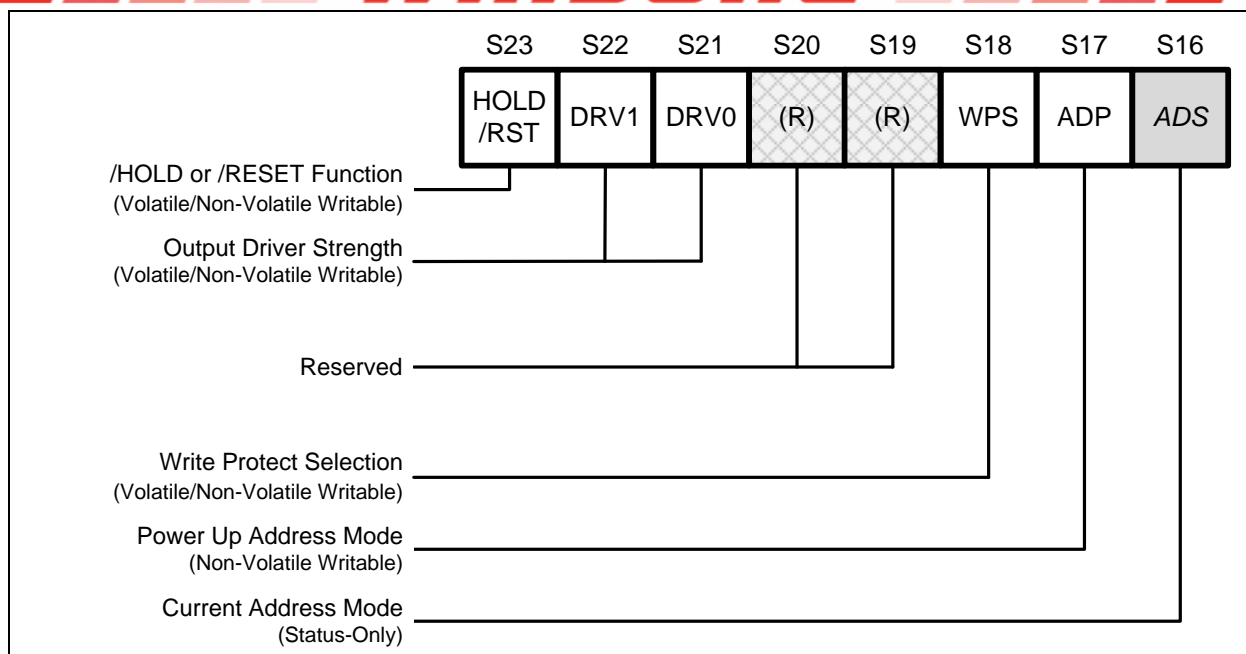 S23 S22 S21 S20 S19 S18 S17 S16
HOLD
/RST DRV1 DRV0 (R) (R) WPS ADP ADS
/HOLD or /RESET Function
(Volatile/Non-Volatile Writable)
Output Driver Strength
(Volatile/Non-Volatile Writable)
Reserved
Write Protect Selection
(Volatile/Non-Volatile Writable)
Power Up Address Mode
(Non-Volatile Writable)
Current Address Mode
(Status-Only)